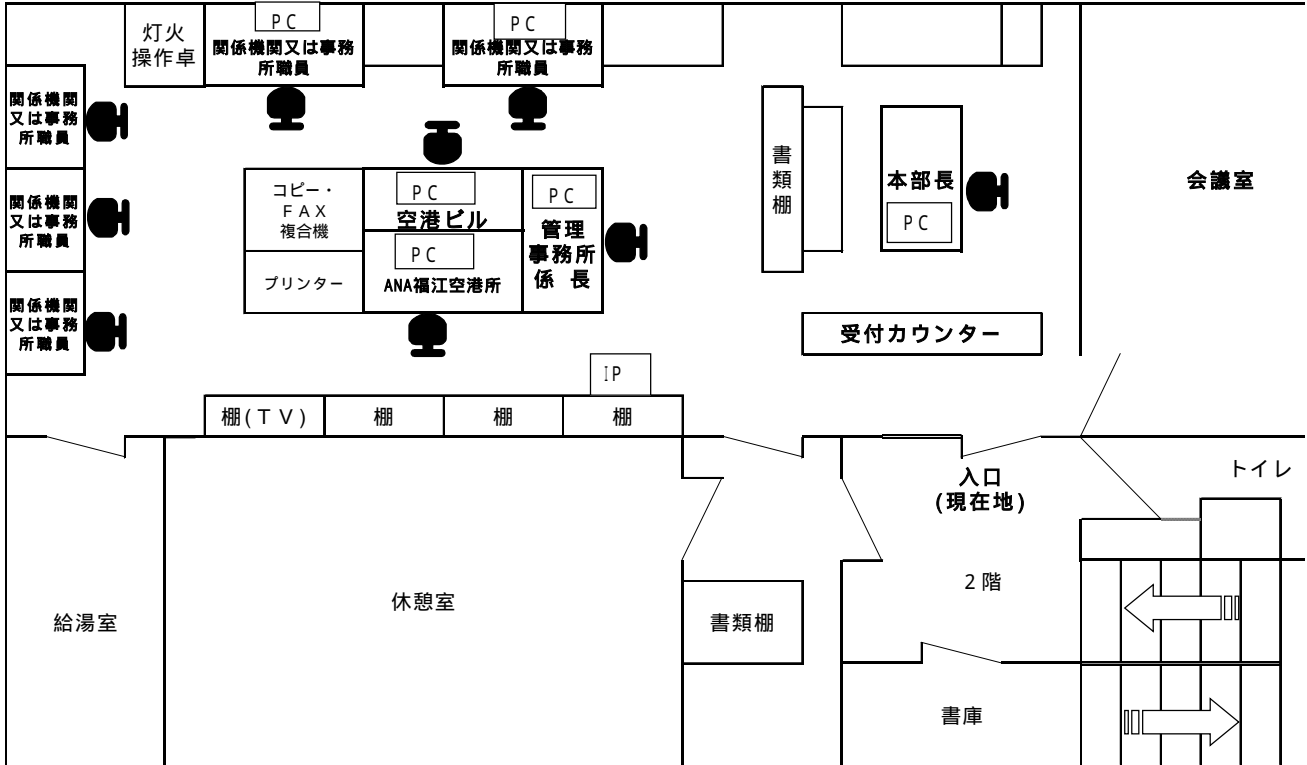 灯火
操作卓
PC
関係機関又は事務
所職員
PC
関係機関又は事務
所職員
関係機関
又は事務
所職員
関係機関
又は事務
所職員
関係機関
又は事務
所職員
コピー・
ＦＡＸ
複合機
プリンター
PC
空港ビル
PC
ANA福江空港所
PC
管理
事務所
係 長
書類棚
本部長
PC
会議室
受付カウンター
IP
棚(ＴＶ)
棚
棚
棚
入口
(現在地)
トイレ
２階
給湯室
休憩室
書類棚
書庫